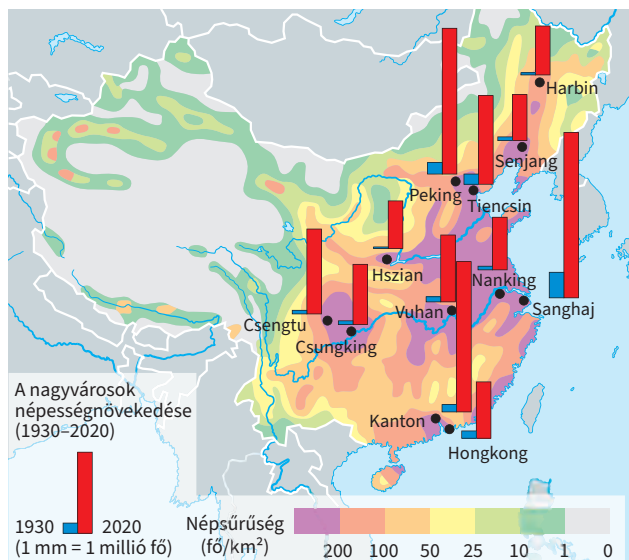 Harbin
Senjang
Peking
Tiencsin
Hszian
Nanking
Sanghaj
Csengtu
Vuhan
Csungking
Kanton
Hongkong
A nagyvárosok
népességnövekedése
(1930–2020)
1930 2020
(1 mm = 1 millió fő)
Népsűrűség
(fő/km²)
200 100 50 25 10 1 0